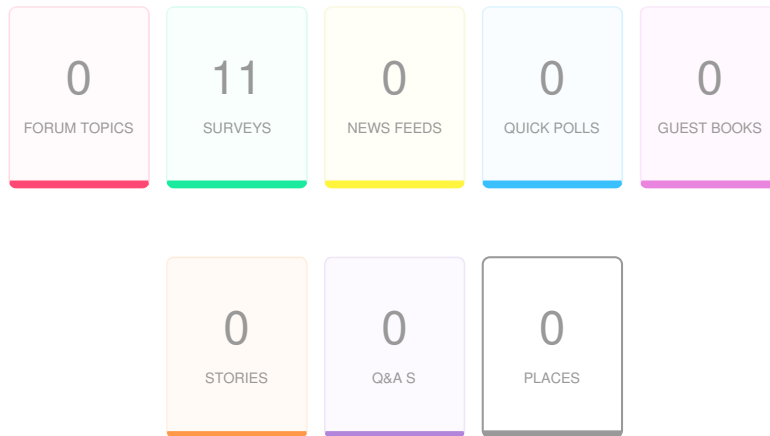 0 11 0 0 0
FORUM TOPICS SURVEYS NEWS FEEDS QUICK POLLS GUEST BOOKS
0 0 0
STORIES Q&A S PLACES